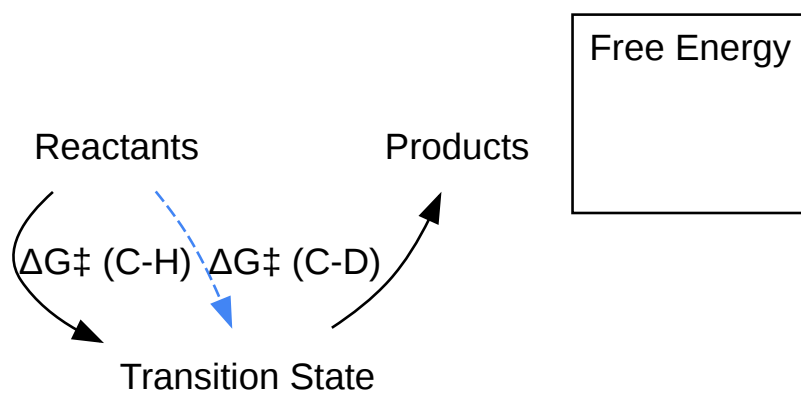 Free Energy
Reactants
Products
ΔG‡ (C-H)
ΔG‡ (C-D)
Transition State